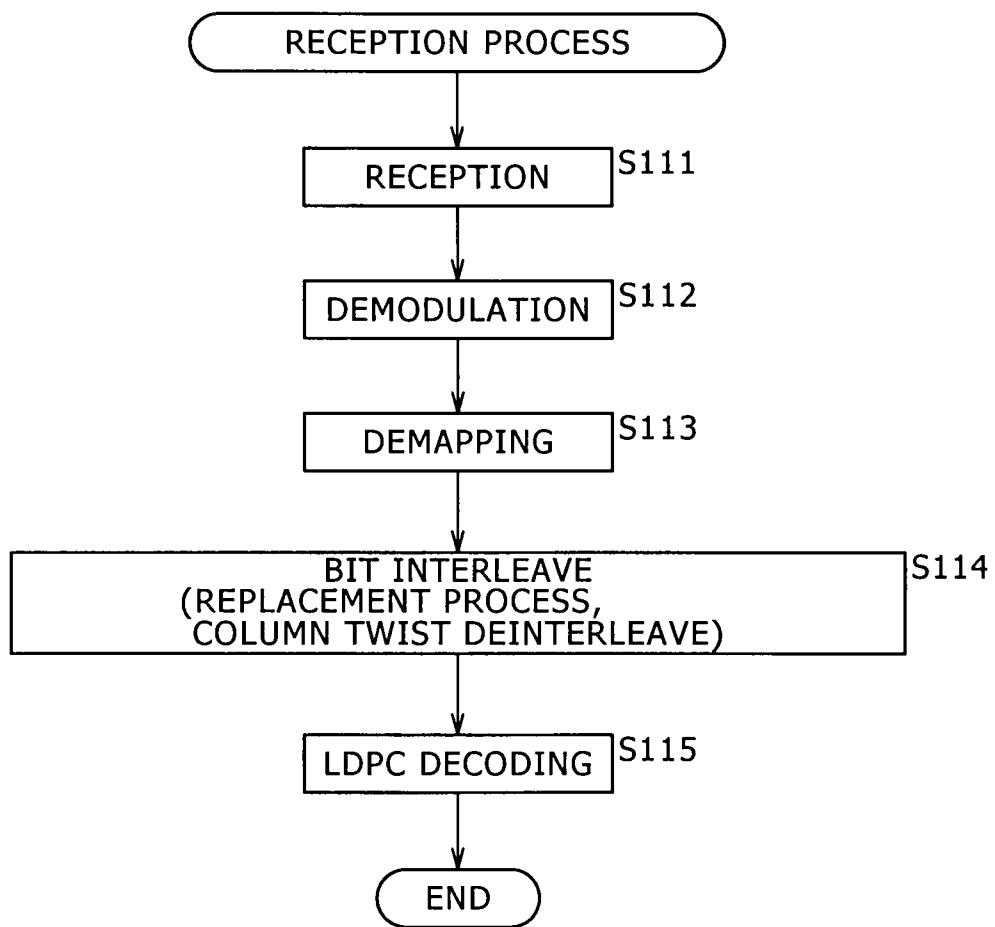 RECEPTION PROCESS
RECEPTION
S111
DEMODULATION
S112
DEMAPPING
S113
BIT INTERLEAVE
(REPLACEMENT PROCESS,
COLUMN TWIST DEINTERLEAVE)
S114
LDPC DECODING
S115
END